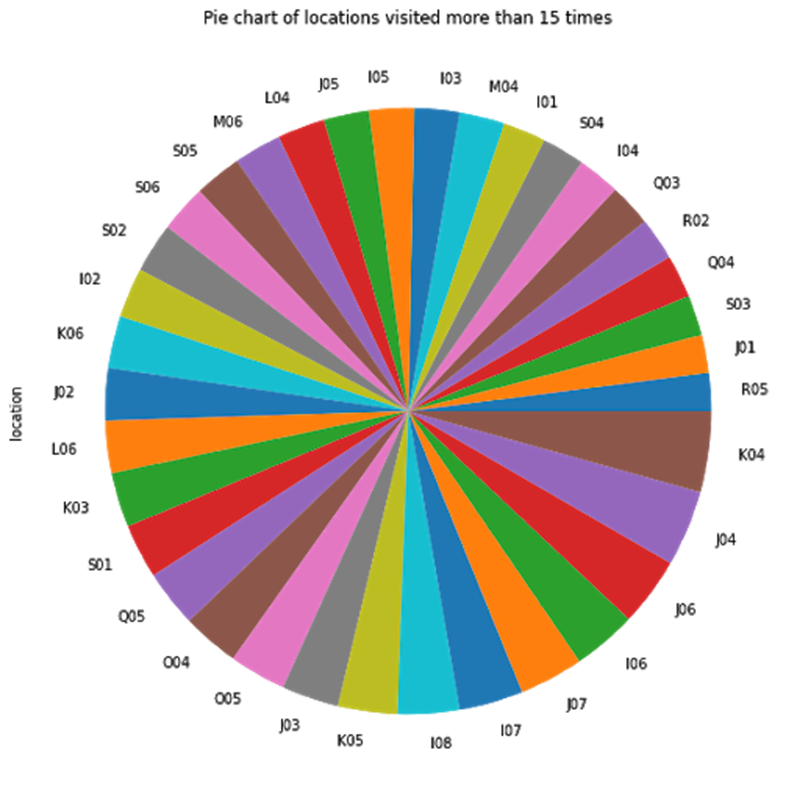 Pie chart of locations visited more than 15 times
I03
M04
I01
S04
I04
Q03
R02
Q04
S03
J01
R05
K04
J04
J06
I06
J07
I07
I08
K05
J03
O05
O04
Q05
S01
K03
L06
J02
K06
I02
S02
S06
S05
M06
L04
J05
I05
location